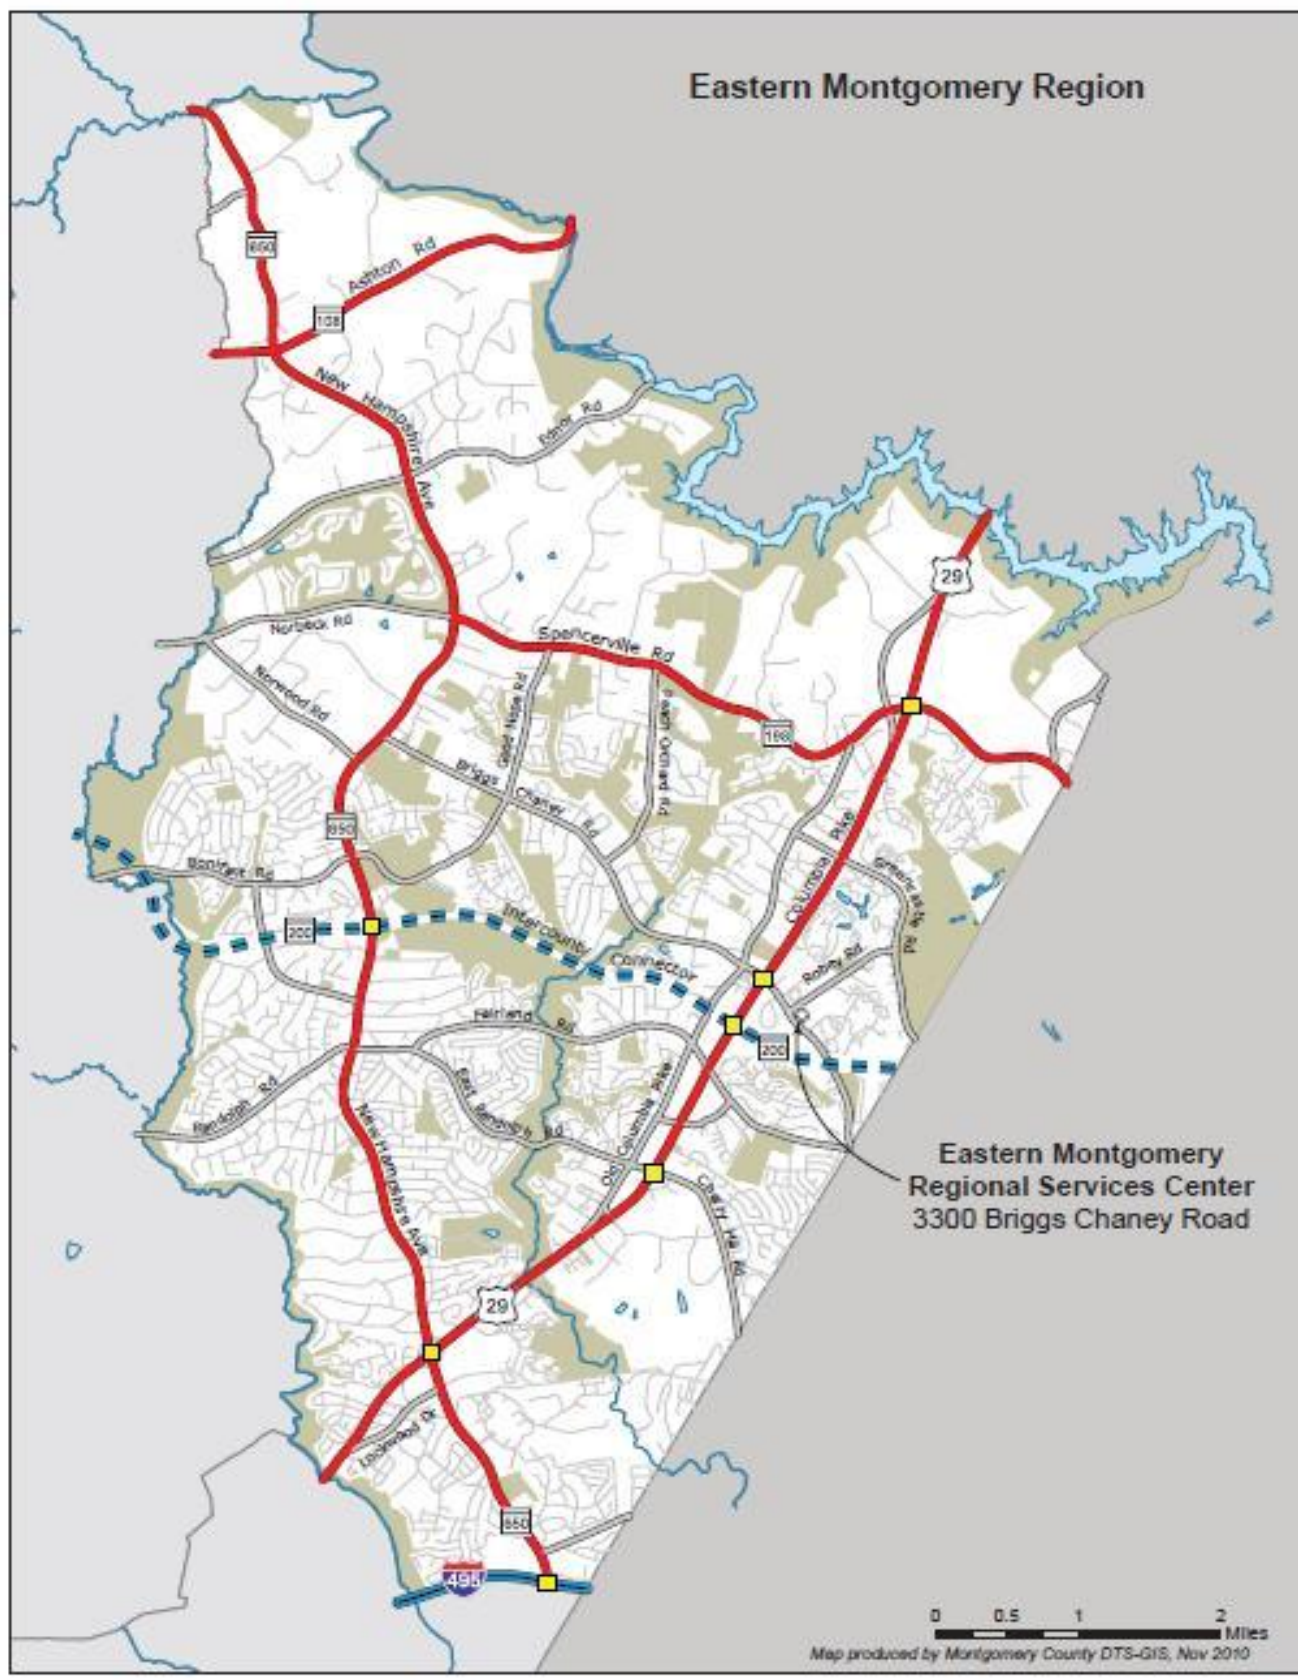 Eastern Montgomery Region
650
Ashton Rd
108
New Hampshire Ave
Ednor Rd
29
Norbeck Rd
Spencerville Rd
Norwood Rd
Good Hope Rd
Peach Orchard Rd
198
Briggs Chaney Rd
650
Columbia Pike
Greencastle Rd
Bonifant Rd
200
Intercounty Connector
Robey Rd
Fairland Rd
200
Randolph Rd
East Randolph Rd
Old Columbia Pike
New Hampshire Ave
Cherry Hill Rd
Eastern Montgomery
Regional Services Center
3300 Briggs Chaney Road
29
Lockwood Dr
650
495
0 0.5 1 2
Miles
Map produced by Montgomery County DTS-GIS, Nov 2010